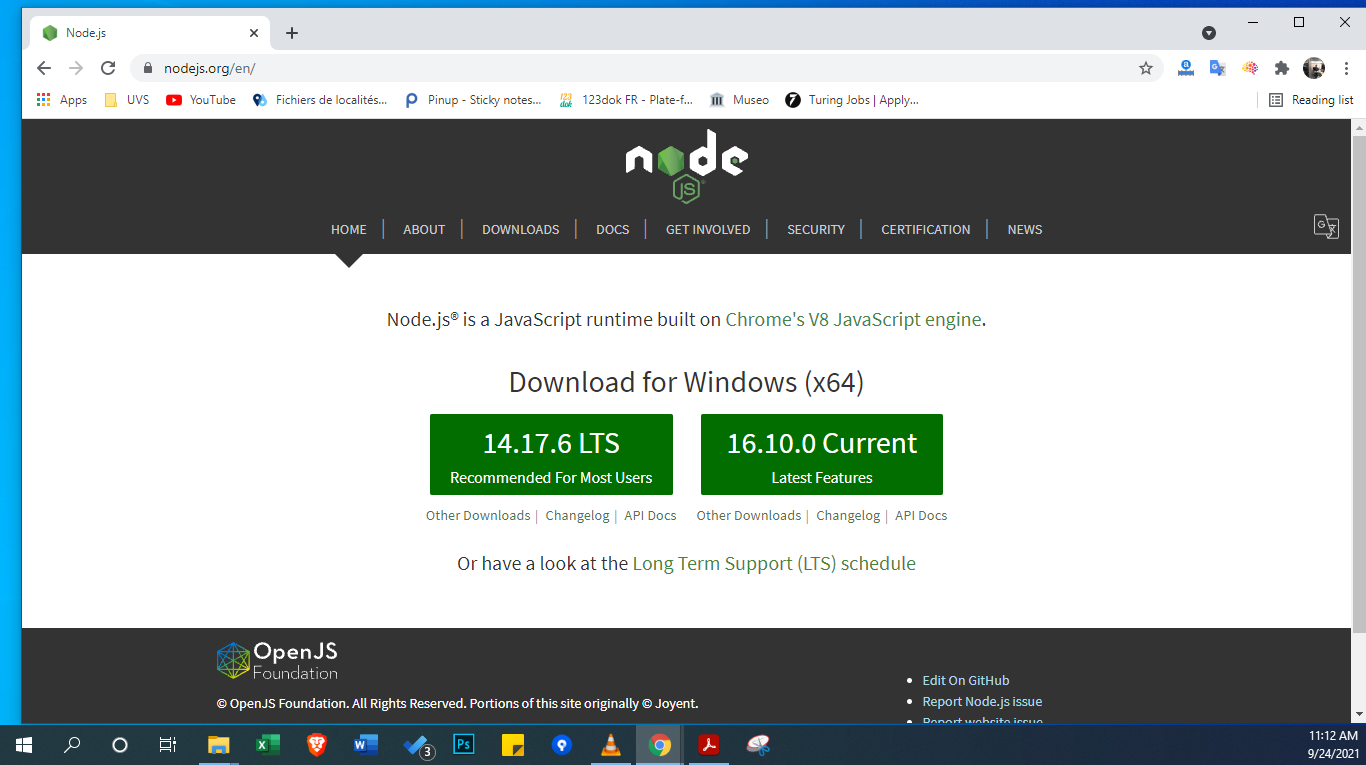 Node.js
nodejs.org/en/
Apps UVS YouTube Fichiers de localités... Pinup - Sticky notes... 123dok FR - Plate-f... Museo Turing Jobs | Apply... Reading list
node
JS
HOME ABOUT DOWNLOADS DOCS GET INVOLVED SECURITY CERTIFICATION NEWS
Node.js® is a JavaScript runtime built on Chrome's V8 JavaScript engine.
Download for Windows (x64)
14.17.6 LTS
Recommended For Most Users
16.10.0 Current
Latest Features
Other Downloads | Changelog | API Docs
Other Downloads | Changelog | API Docs
Or have a look at the Long Term Support (LTS) schedule
OpenJS
Foundation
© OpenJS Foundation. All Rights Reserved. Portions of this site originally © Joyent.
Edit On GitHub
Report Node.js issue
Report website issue
3
Ps
11:12 AM
9/24/2021